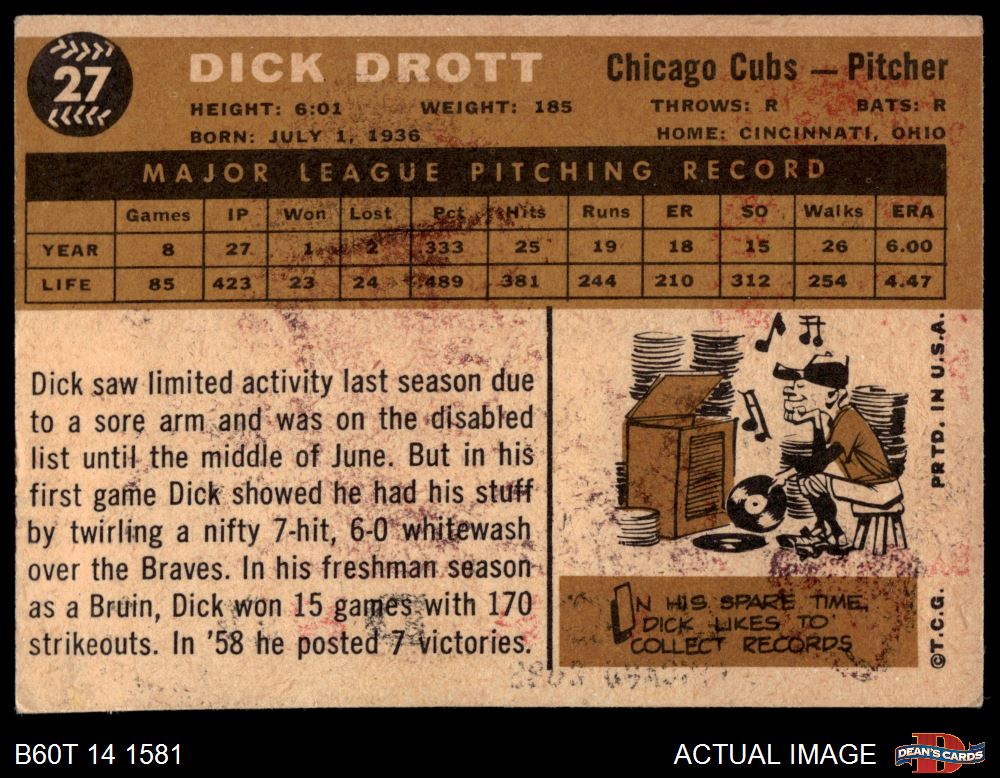 27
DICK DROTT
Chicago Cubs — Pitcher
HEIGHT: 6:01 WEIGHT: 185 THROWS: R BATS: R
BORN: JULY 1, 1936 HOME: CINCINNATI, OHIO
MAJOR LEAGUE PITCHING RECORD
Games IP Won Lost Pct Hits Runs ER SO Walks ERA
YEAR 8 27 1 2 333 25 19 18 15 26 6.00
LIFE 85 423 23 24 489 381 244 210 312 254 4.47
Dick saw limited activity last season due
to a sore arm and was on the disabled
list until the middle of June. But in his
first game Dick showed he had his stuff
by twirling a nifty 7-hit, 6-0 whitewash
over the Braves. In his freshman season
as a Bruin, Dick won 15 games with 170
strikeouts. In '58 he posted 7 victories.
IN HIS SPARE TIME,
DICK LIKES TO
COLLECT RECORDS
©T.C.G. PRTD. IN U.S.A.
B60T 14 1581
ACTUAL IMAGE
DEAN'S CARDS